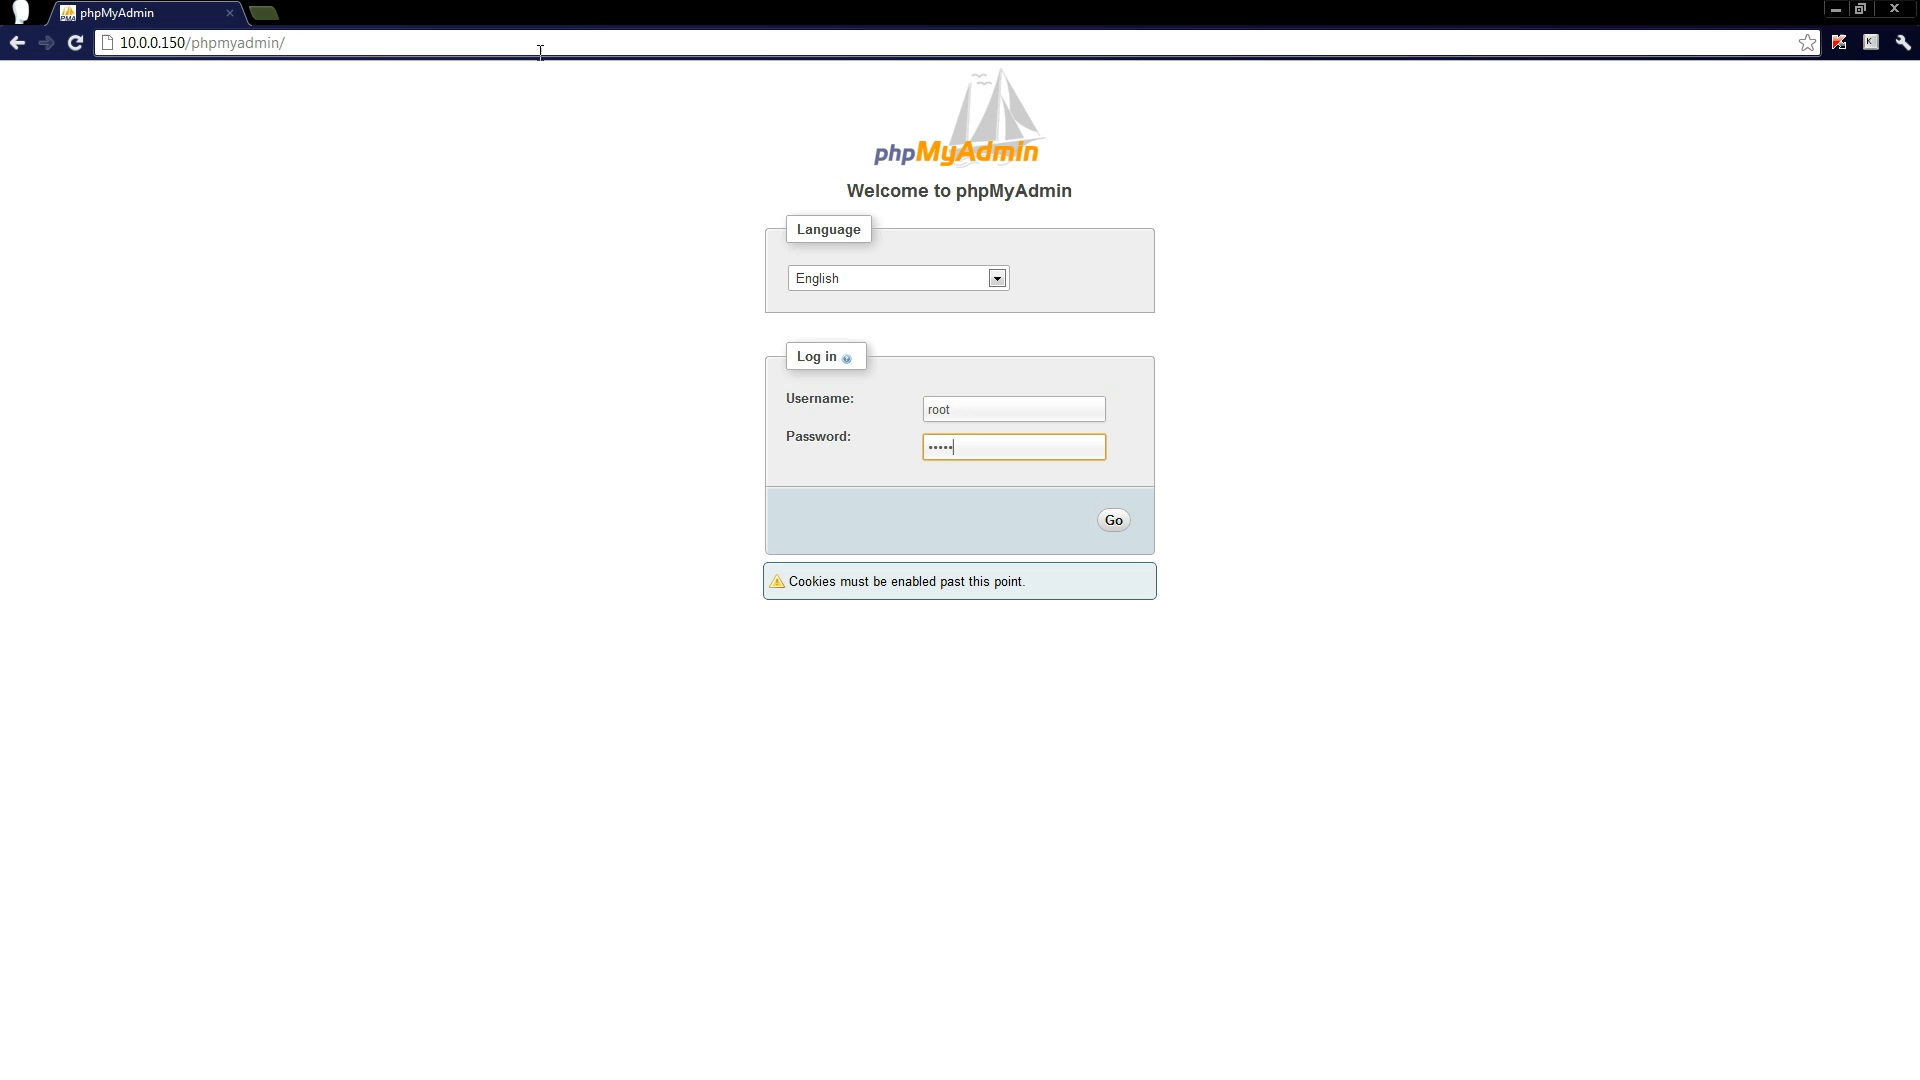 phpMyAdmin
10.0.0.150/phpmyadmin/
phpMyAdmin
Welcome to phpMyAdmin
Language
English
Log in
Username:
root
Password:
•••••
Go
Cookies must be enabled past this point.